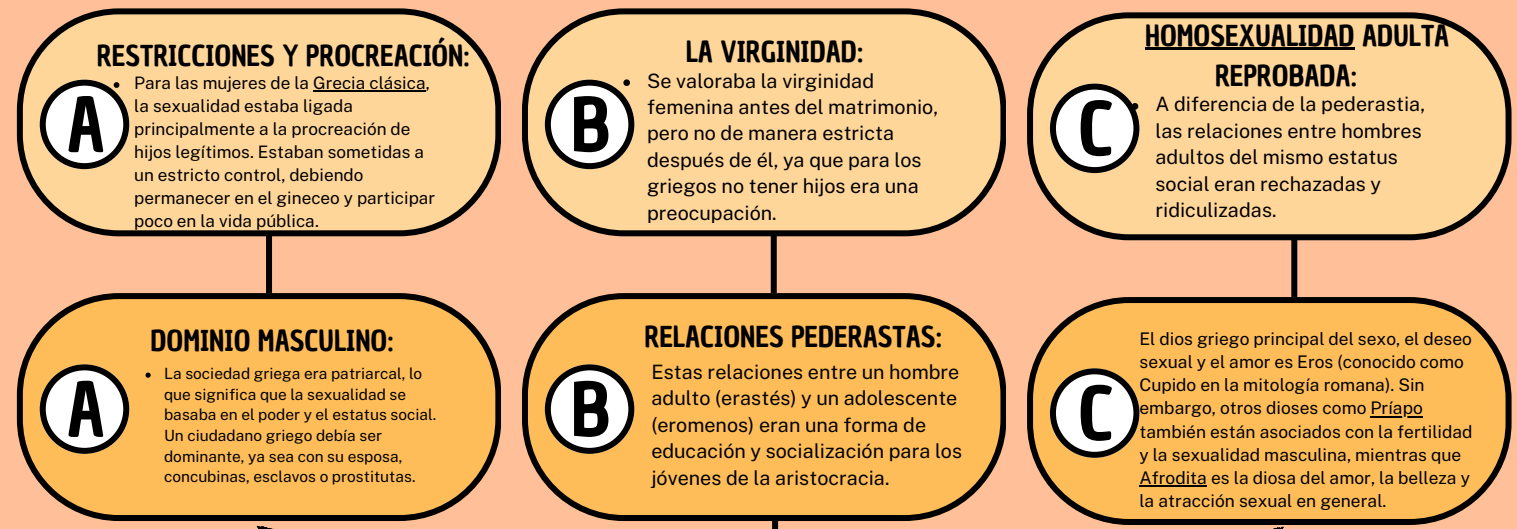 RESTRICCIONES Y PROCREACIÓN:
A
• Para las mujeres de la Grecia clásica,
la sexualidad estaba ligada
principalmente a la procreación de
hijos legítimos. Estaban sometidas a
un estricto control, debiendo
permanecer en el gineceo y participar
poco en la vida pública.
LA VIRGINIDAD:
B
• Se valoraba la virginidad
femenina antes del matrimonio,
pero no de manera estricta
después de él, ya que para los
griegos no tener hijos era una
preocupación.
HOMOSEXUALIDAD ADULTA
REPROBADA:
C
• A diferencia de la pederastia,
las relaciones entre hombres
adultos del mismo estatus
social eran rechazadas y
ridiculizadas.
DOMINIO MASCULINO:
A
• La sociedad griega era patriarcal, lo
que significa que la sexualidad se
basaba en el poder y el estatus social.
Un ciudadano griego debía ser
dominante, ya sea con su esposa,
concubinas, esclavos o prostitutas.
RELACIONES PEDERASTAS:
B
Estas relaciones entre un hombre
adulto (erastés) y un adolescente
(eromenos) eran una forma de
educación y socialización para los
jóvenes de la aristocracia.
C
El dios griego principal del sexo, el deseo
sexual y el amor es Eros (conocido como
Cupido en la mitología romana). Sin
embargo, otros dioses como Príapo
también están asociados con la fertilidad
y la sexualidad masculina, mientras que
Afrodita es la diosa del amor, la belleza y
la atracción sexual en general.